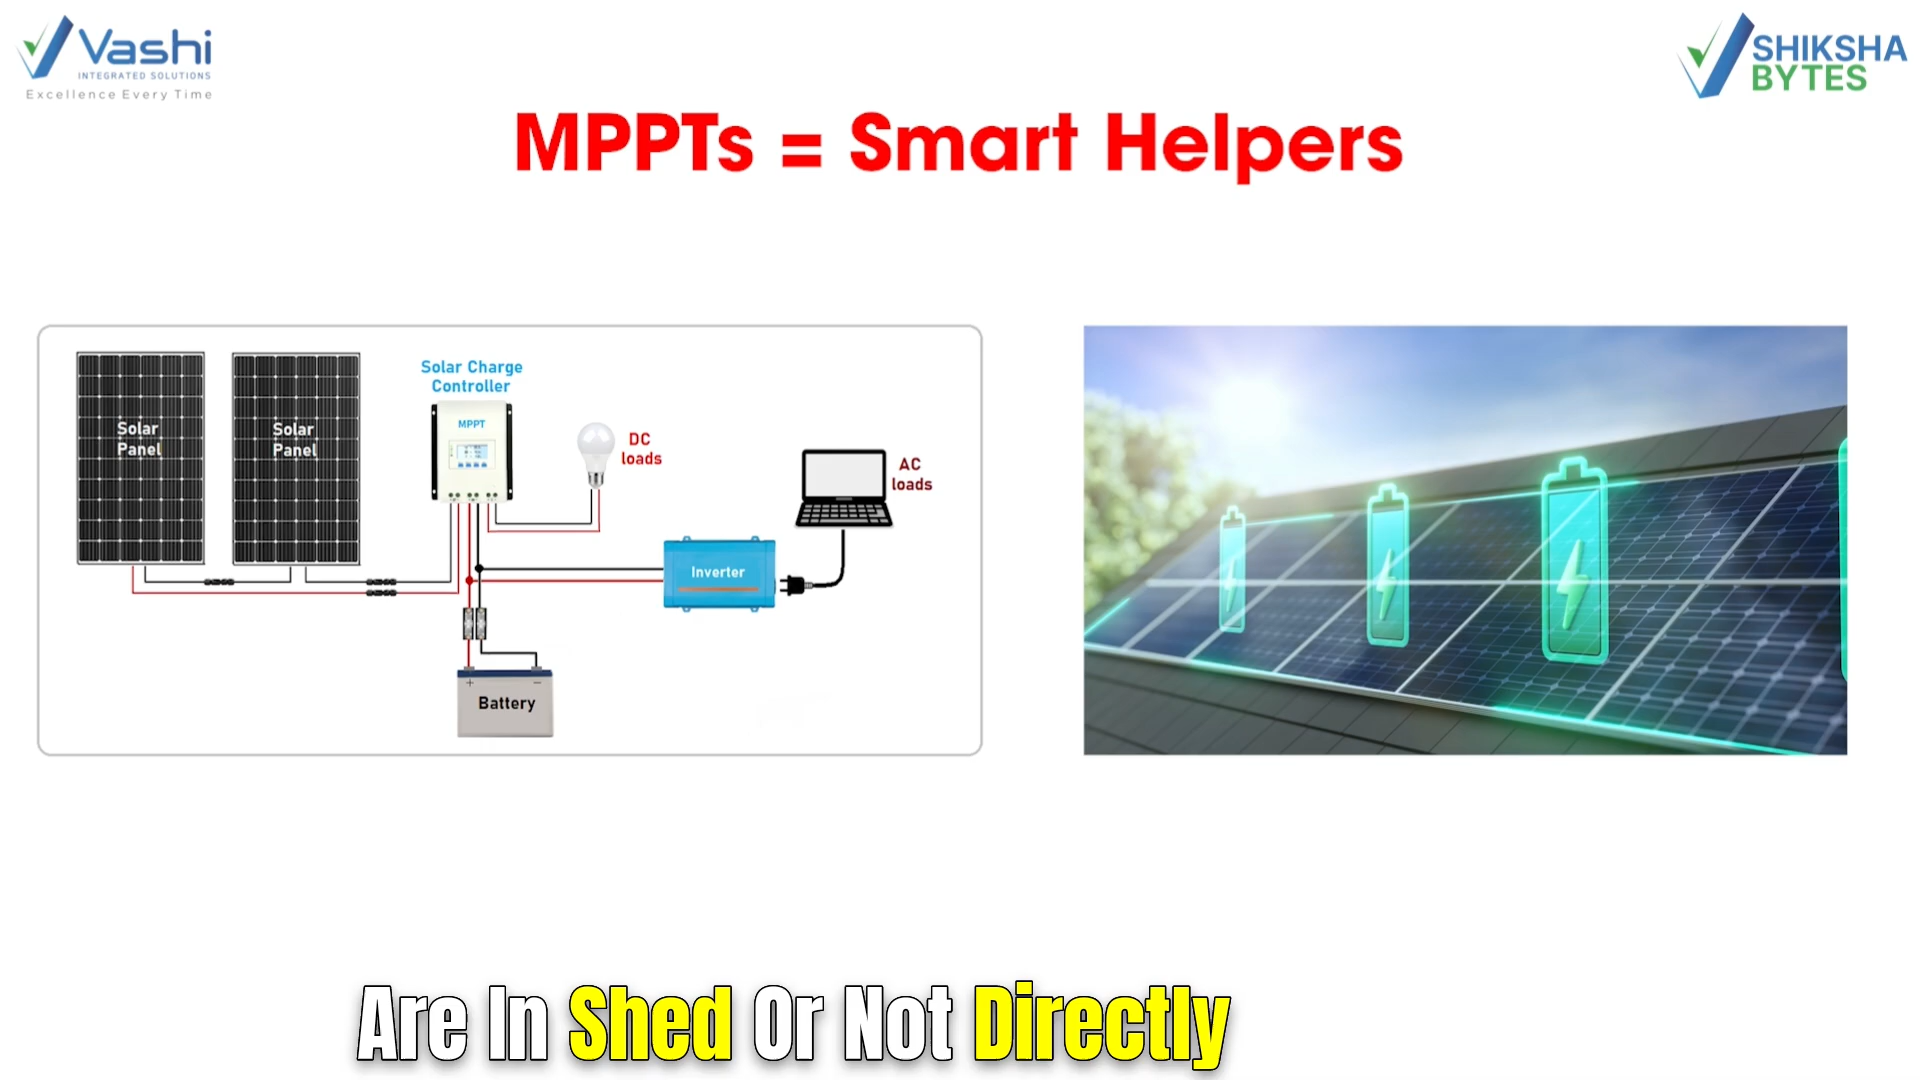 Vashi
INTEGRATED SOLUTIONS
Excellence Every Time
SHIKSHA
BYTES
MPPTs = Smart Helpers
Solar
Panel
Solar
Panel
Solar Charge
Controller
MPPT
DC
loads
AC
loads
Inverter
+ −
Battery
Are In Shed Or Not Directly